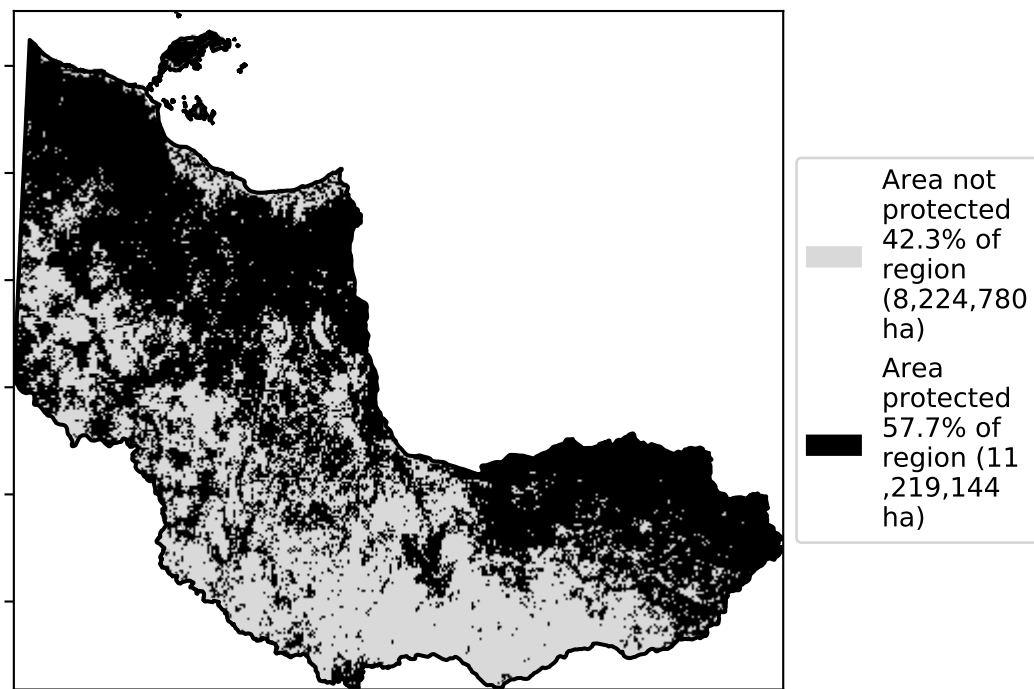 Area not
protected
42.3% of
region
(8,224,780
ha)
Area
protected
57.7% of
region (11
,219,144
ha)